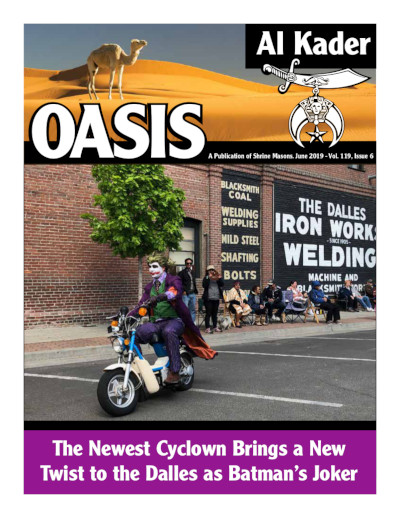 Al Kader
OASIS
A Publication of Shrine Masons. June 2019 - Vol. 119, Issue 6
BLACKSMITH
COAL
WELDING
SUPPLIES
MILD STEEL
SHAFTING
BOLTS
THE DALLES
IRON WORKS
WELDING
MACHINE AND
The Newest Cyclown Brings a New
Twist to the Dalles as Batman's Joker